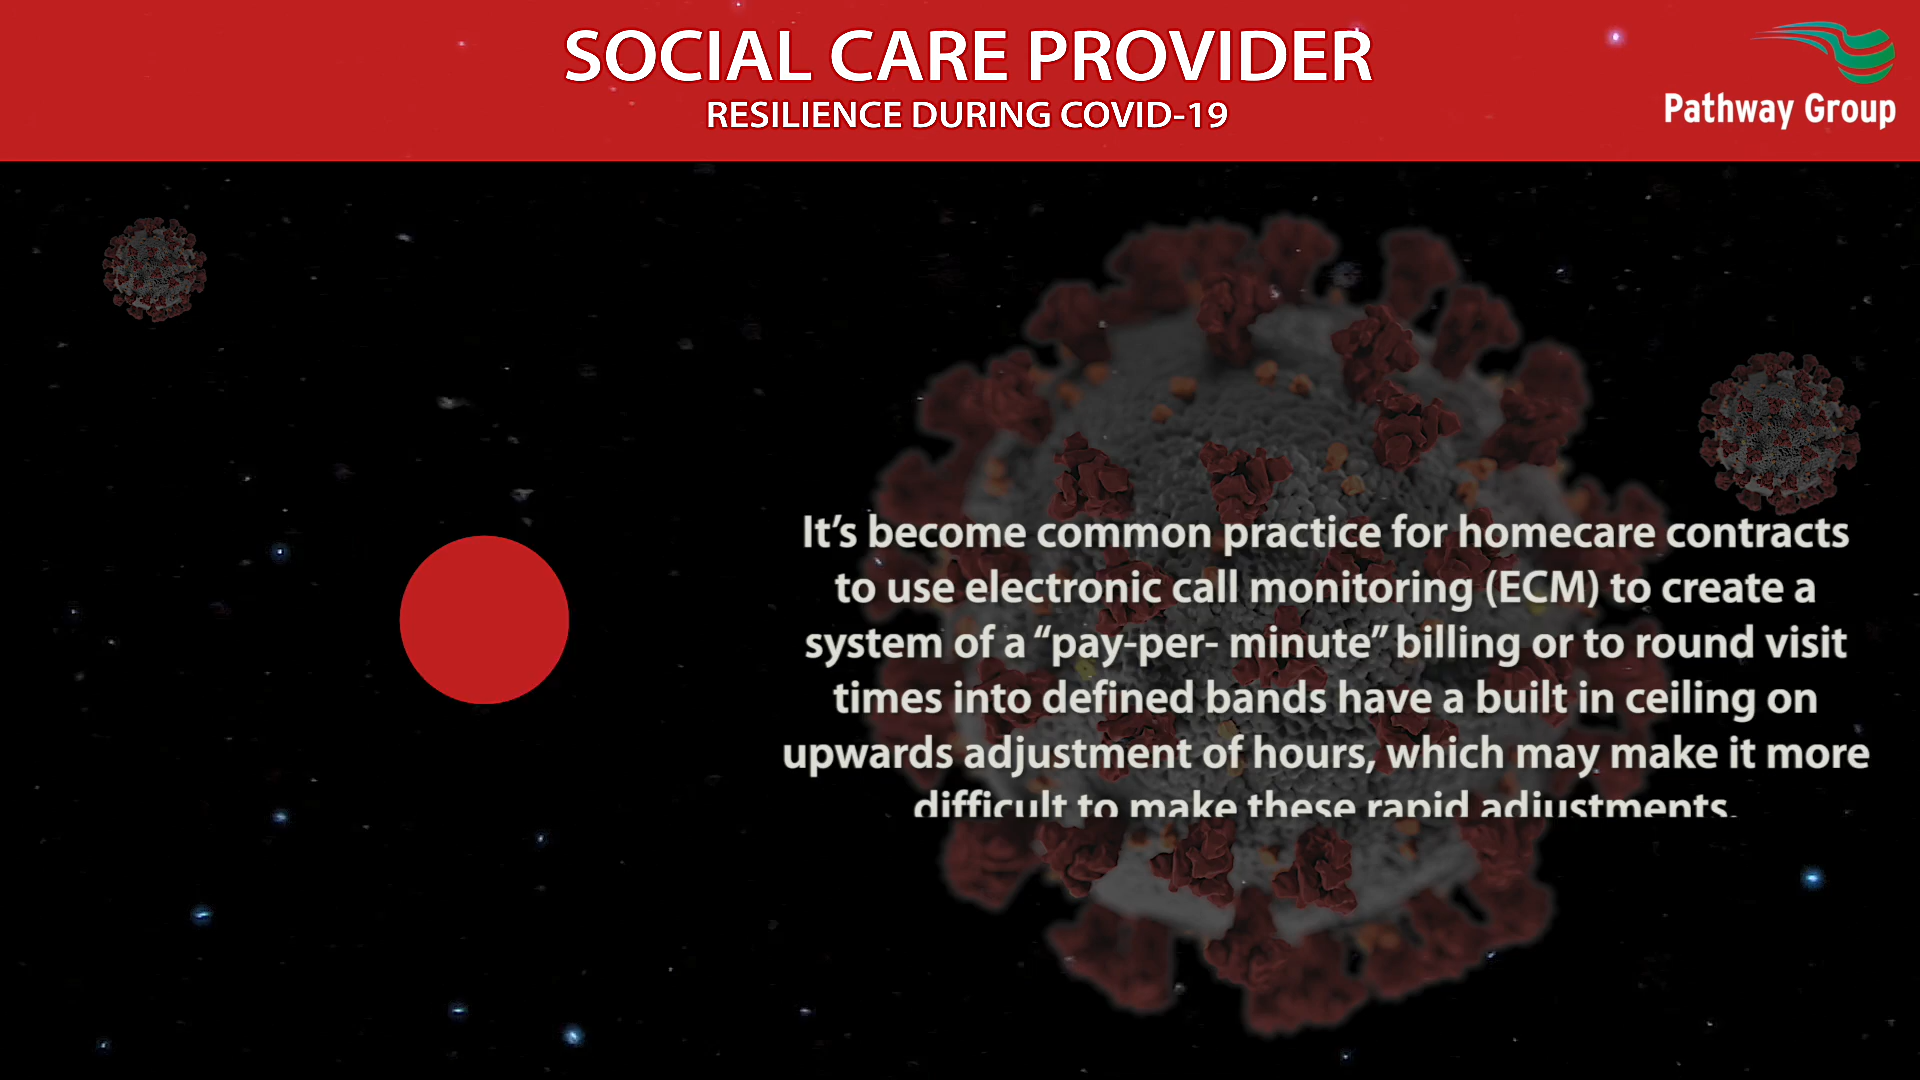 SOCIAL CARE PROVIDER
RESILIENCE DURING COVID-19
Pathway Group
It’s become common practice for homecare contracts
to use electronic call monitoring (ECM) to create a
system of a “pay-per- minute” billing or to round visit
times into defined bands have a built in ceiling on
upwards adjustment of hours, which may make it more
difficult to make these rapid adjustments.